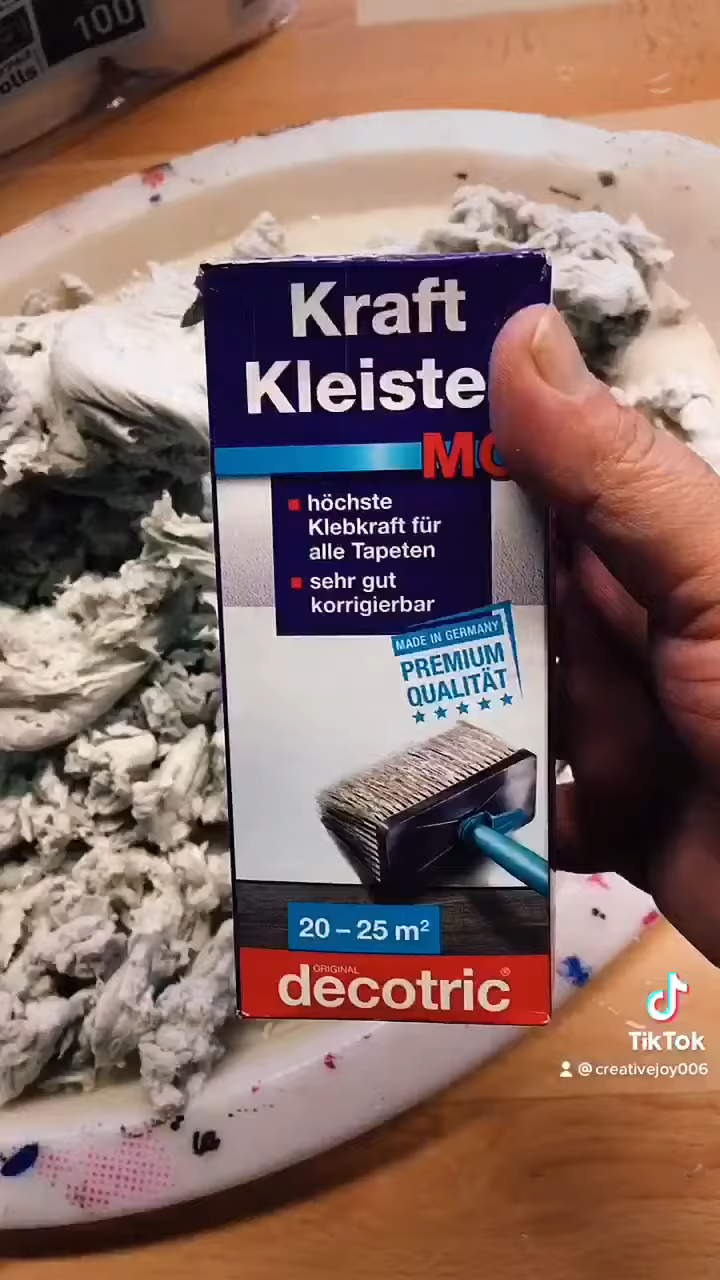 100
Kraft
Kleiste
MC
höchste
Klebkraft für
alle Tapeten
sehr gut
korrigierbar
MADE IN GERMANY
PREMIUM
QUALITÄT
20 – 25 m²
ORIGINAL
decotric®
TikTok
@creativejoy006